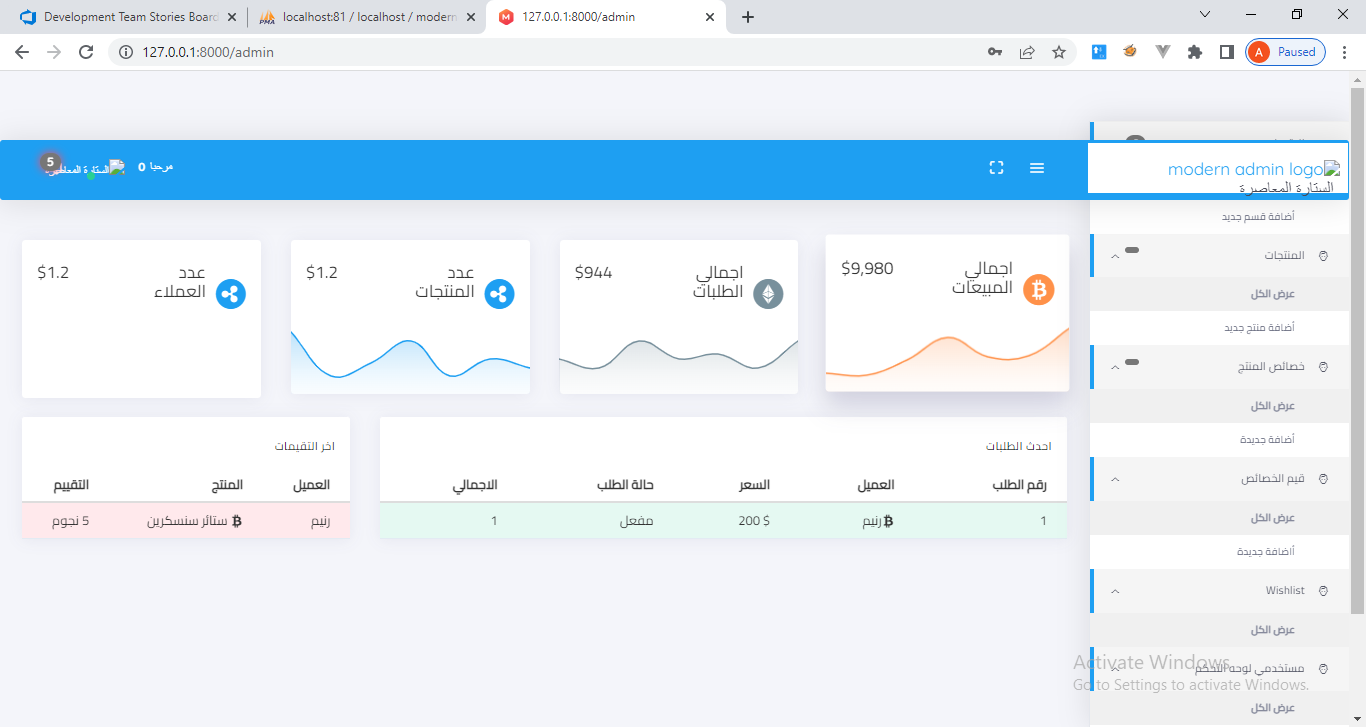 Development Team Stories Board
localhost:81 / localhost / modern
127.0.0.1:8000/admin
127.0.0.1:8000/admin
A Paused
modern admin logo
الستارة المعاصرة
مرحبا 0
الستارة المعاصرة
5
أضافة قسم جديد
المنتجات
عرض الكل
أضافة منتج جديد
خصائص المنتج
عرض الكل
أضافة جديدة
قيم الخصائص
عرض الكل
أاضافة جديدة
Wishlist
عرض الكل
مستخدمي لوحه التحكم
عرض الكل
اجمالي
المبيعات
$9,980
اجمالي
الطلبات
$944
عدد
المنتجات
$1.2
عدد
العملاء
$1.2
احدث الطلبات
رقم الطلب العميل السعر حالة الطلب الاجمالي
1 رنيم 200 $ مفعل 1
اخر التقيمات
العميل المنتج التقييم
رنيم ستائر سنسكرين 5 نجوم
Activate Windows
Go to Settings to activate Windows.